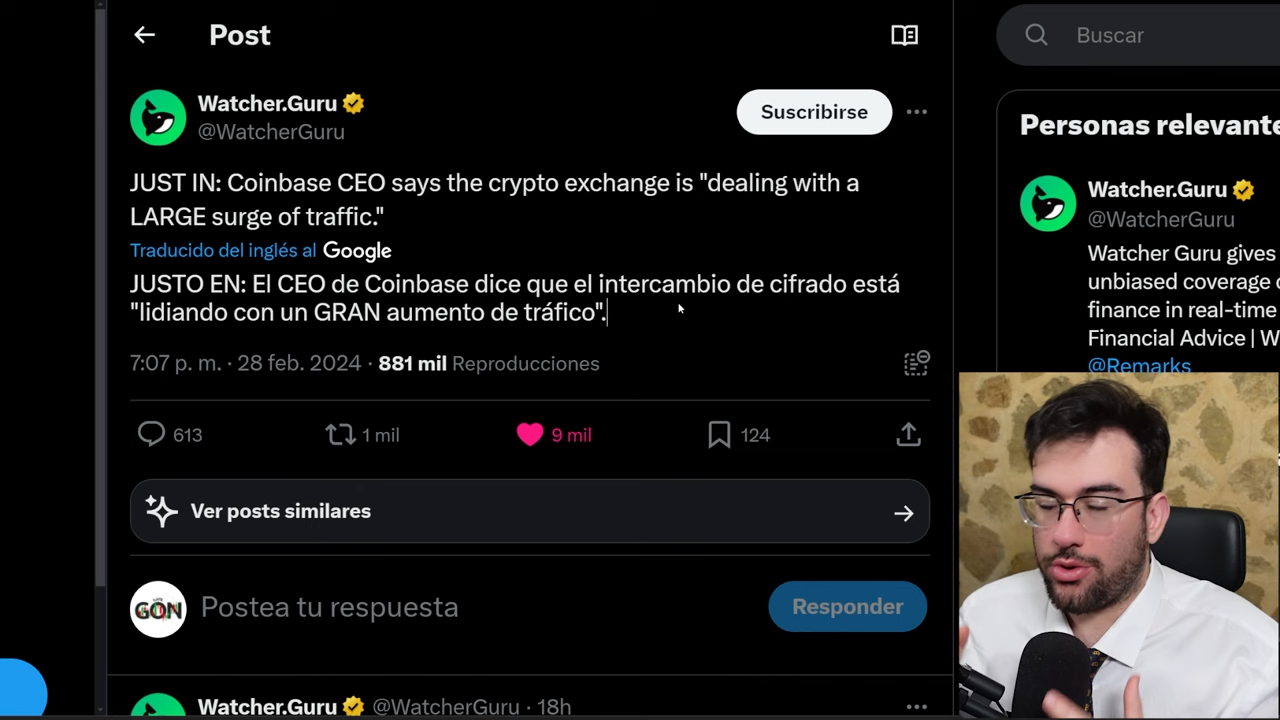 Post
Buscar
Watcher.Guru
@WatcherGuru
Suscribirse
JUST IN: Coinbase CEO says the crypto exchange is "dealing with a
LARGE surge of traffic."
Traducido del inglés al Google
JUSTO EN: El CEO de Coinbase dice que el intercambio de cifrado está
"lidiando con un GRAN aumento de tráfico".
7:07 p. m. · 28 feb. 2024 · 881 mil Reproducciones
613
1 mil
9 mil
124
Ver posts similares
GON
Postea tu respuesta
Responder
Watcher.Guru @WatcherGuru · 18h
Personas relevante
Watcher.Guru
@WatcherGuru
Watcher Guru gives
unbiased coverage
finance in real-time
Financial Advice | W
@Remarks